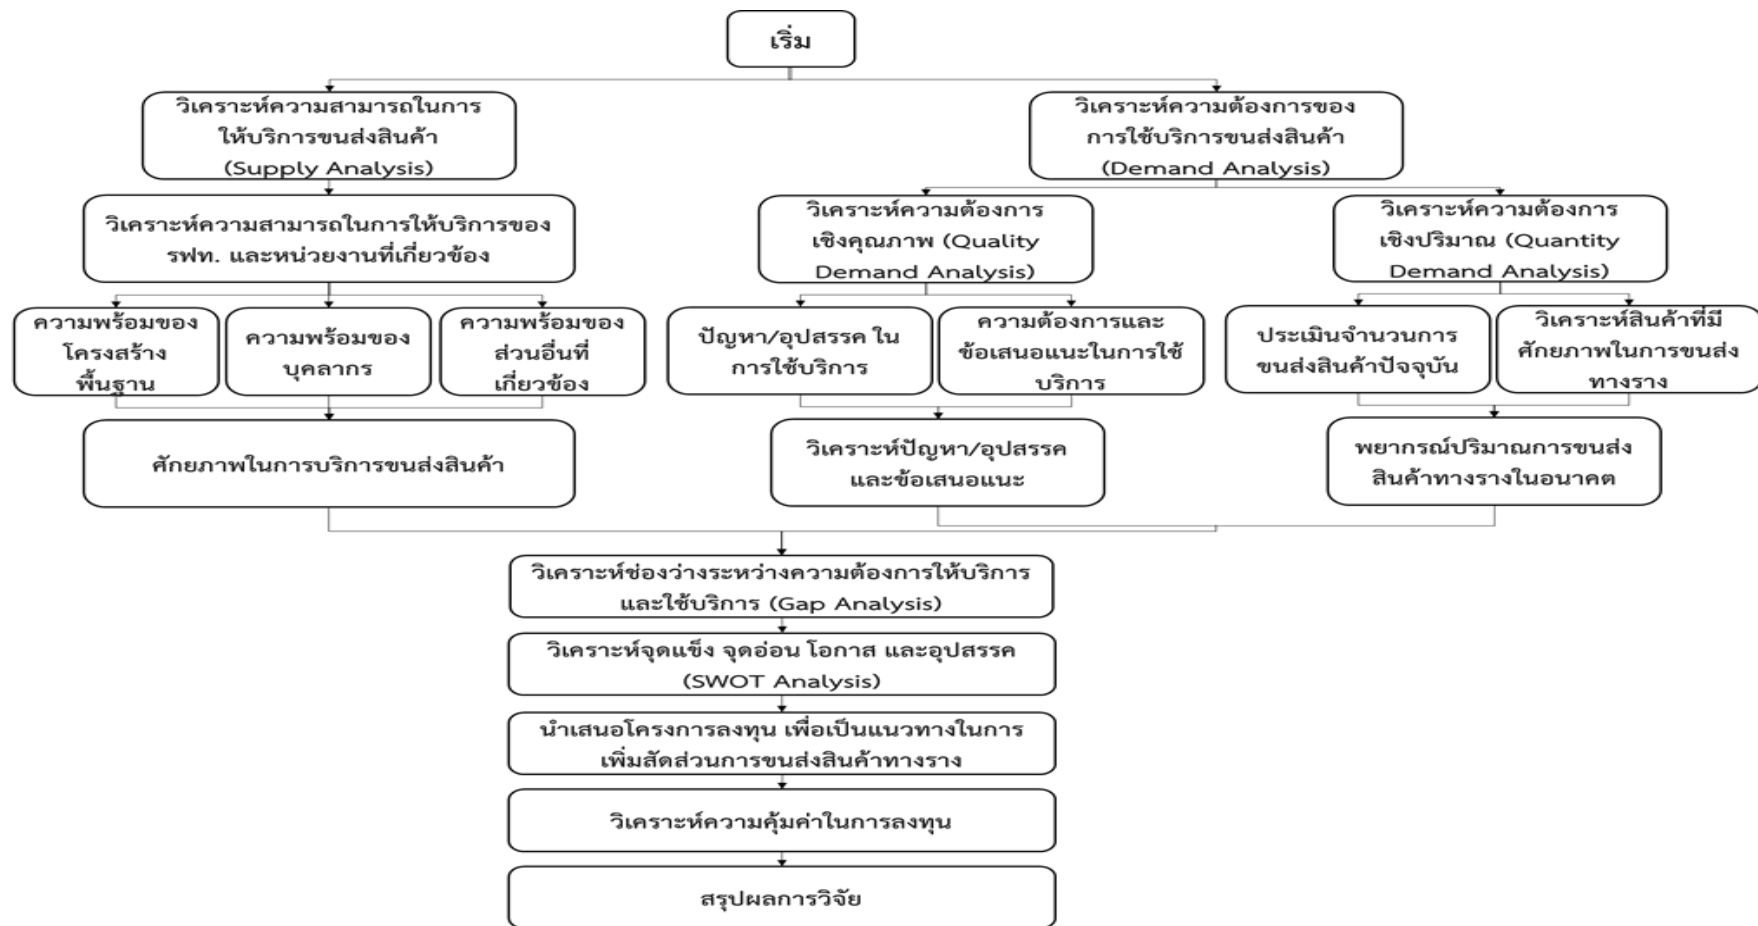 เริ่ม
วิเคราะห์ความสามารถในการ
ให้บริการขนส่งสินค้า
(Supply Analysis)
วิเคราะห์ความต้องการของ
การใช้บริการขนส่งสินค้า
(Demand Analysis)
วิเคราะห์ความสามารถในการให้บริการของ
รฟท. และหน่วยงานที่เกี่ยวข้อง
วิเคราะห์ความต้องการ
เชิงคุณภาพ (Quality
Demand Analysis)
วิเคราะห์ความต้องการ
เชิงปริมาณ (Quantity
Demand Analysis)
ความพร้อมของ
โครงสร้าง
พื้นฐาน
ความพร้อมของ
บุคลากร
ความพร้อมของ
ส่วนอื่นที่
เกี่ยวข้อง
ปัญหา/อุปสรรค ใน
การใช้บริการ
ความต้องการและ
ข้อเสนอแนะในการใช้
บริการ
ประเมินจำนวนการ
ขนส่งสินค้าปัจจุบัน
วิเคราะห์สินค้าที่มี
ศักยภาพในการขนส่ง
ทางราง
ศักยภาพในการบริการขนส่งสินค้า
วิเคราะห์ปัญหา/อุปสรรค
และข้อเสนอแนะ
พยากรณ์ปริมาณการขนส่ง
สินค้าทางรางในอนาคต
วิเคราะห์ช่องว่างระหว่างความต้องการให้บริการ
และใช้บริการ (Gap Analysis)
วิเคราะห์จุดแข็ง จุดอ่อน โอกาส และอุปสรรค
(SWOT Analysis)
นำเสนอโครงการลงทุน เพื่อเป็นแนวทางในการ
เพิ่มสัดส่วนการขนส่งสินค้าทางราง
วิเคราะห์ความคุ้มค่าในการลงทุน
สรุปผลการวิจัย